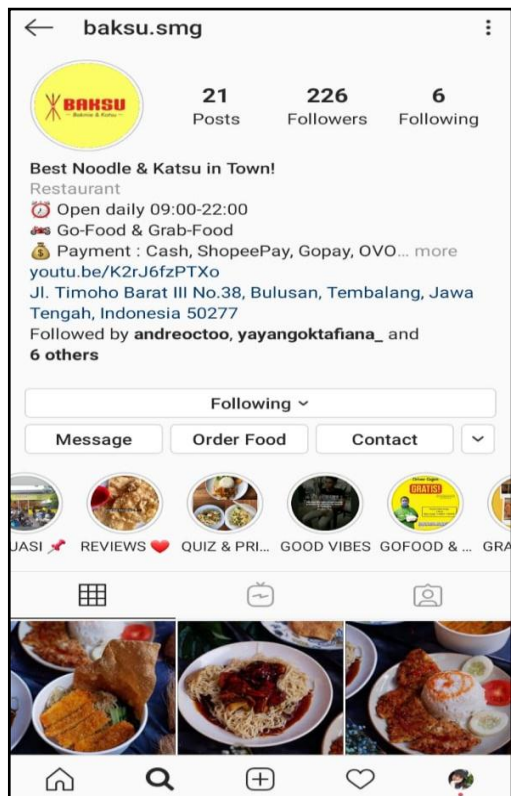 baksu.smg
BAKSU
Bakmie & Katsu
21
Posts
226
Followers
6
Following
Best Noodle & Katsu in Town!
Restaurant
Open daily 09:00-22:00
Go-Food & Grab-Food
Payment : Cash, ShopeePay, Gopay, OVO... more
youtu.be/K2rJ6fzPTXo
Jl. Timoho Barat III No.38, Bulusan, Tembalang, Jawa
Tengah, Indonesia 50277
Followed by andreoctoo, yayangoktafiana_ and
6 others
Following
Message
Order Food
Contact
GRATIS!
UASI
REVIEWS
QUIZ & PRI...
GOOD VIBES
GOFOOD & ...
GRA